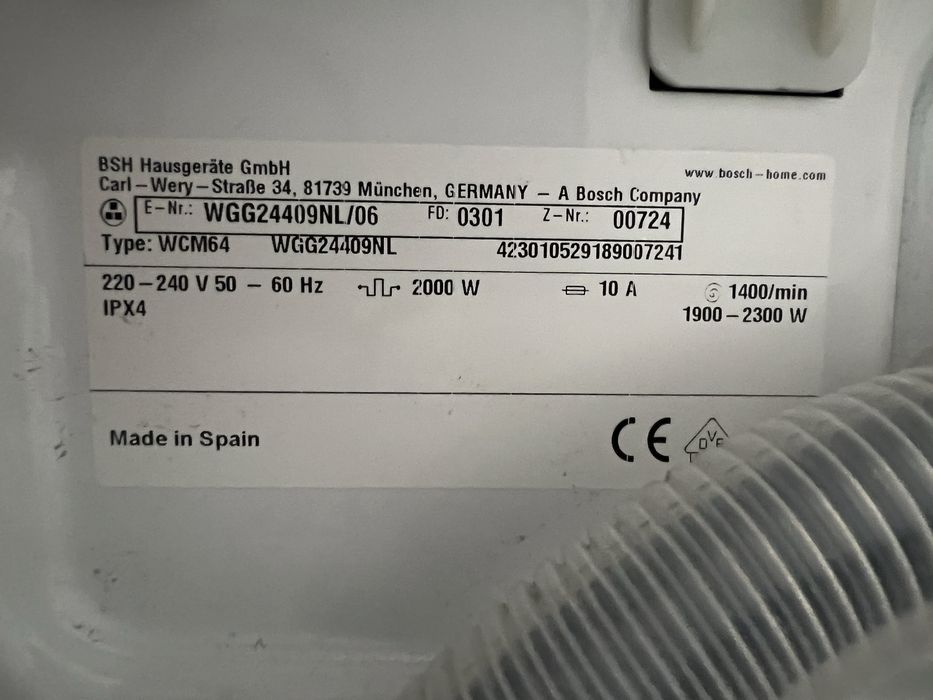 BSH Hausgeräte GmbH
www.bosch-home.com
Carl-Wery-Straße 34, 81739 München, GERMANY - A Bosch Company
E-Nr.: WGG24409NL/06 FD: 0301 Z-Nr.: 00724
Type: WCM64 WGG24409NL 423010529189007241
220-240 V 50 - 60 Hz 2000 W 10 A 1400/min
IPX4 1900-2300 W
Made in Spain CE DVE